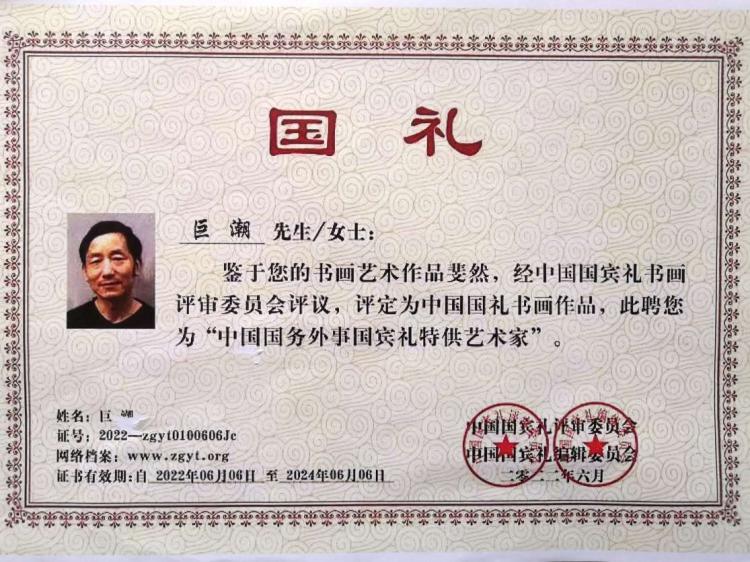 国礼
巨潮 先生/女士：
鉴于您的书画艺术作品斐然，经中国国宾礼书画
评审委员会评议，评定为中国国礼书画作品，此聘您
为“中国国务外事国宾礼特供艺术家”。
姓名：巨潮
证号：2022—zgyt0100606Jc
网络档案：www.zgyt.org
证书有效期:自 2022年06月06日 至 2024年06月06日
中国国宾礼评审委员会
中国国宾礼编辑委员会
二〇二二年六月